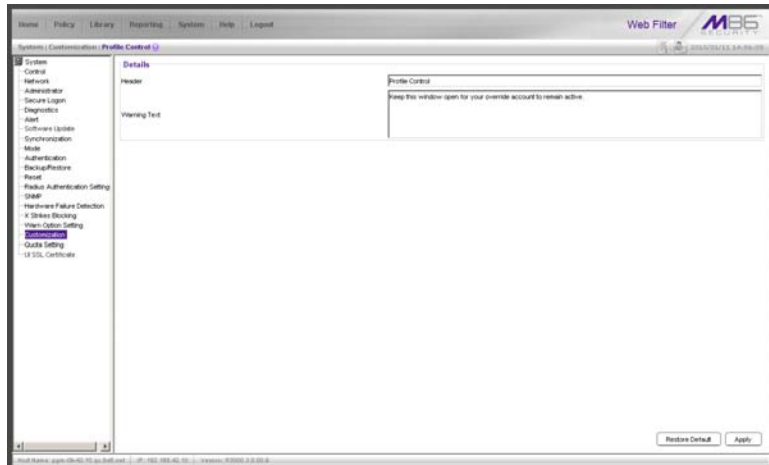 Home Policy Library Reporting System Help Logout
Web Filter
M86 SECURITY
System : Customization : Profile Control
System
Control
Network
Administrator
Secure Logon
Diagnostics
Alert
Software Update
Synchronization
Mode
Authentication
Backup/Restore
Reset
Radius Authentication Setting
SNMP
Hardware Failure Detection
X Strikes Blocking
Warn Option Setting
Customization
Quota Setting
UI SSL Certificate
Details
Header
Profile Control
Warning Text
Keep this window open for your override account to remain active.
Restore Default
Apply
Host Name: